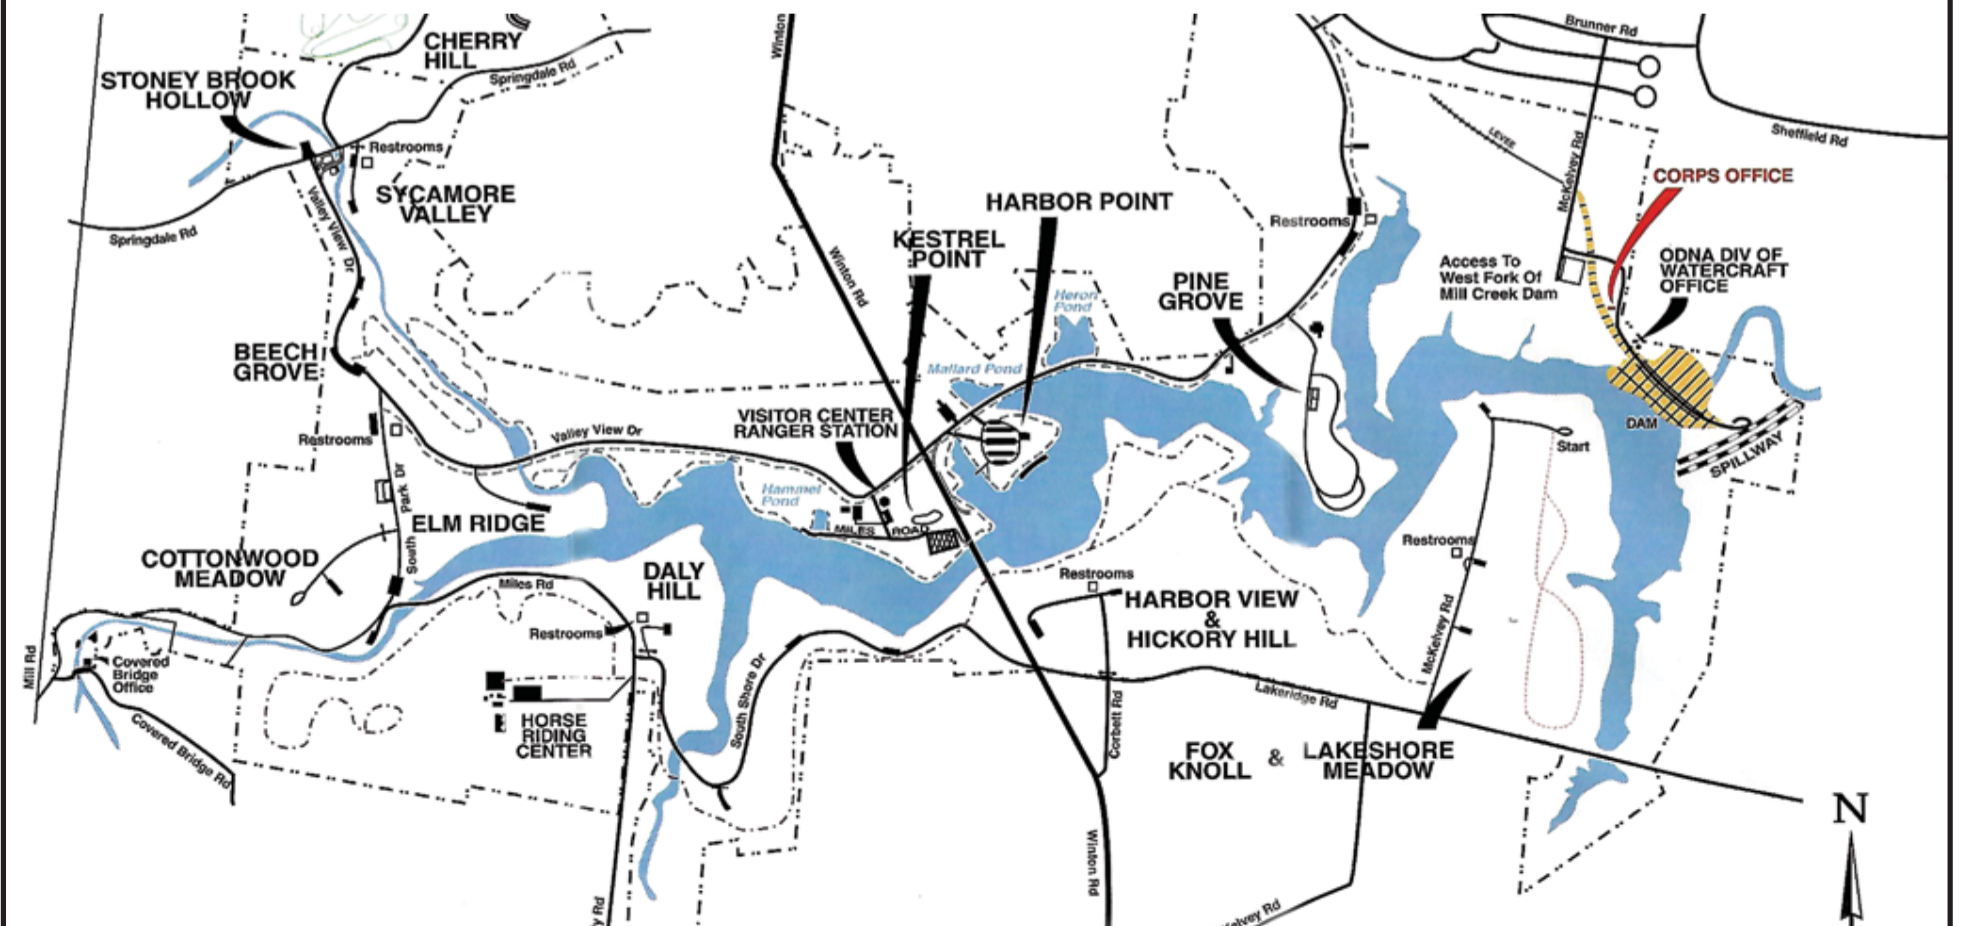 Brunner Rd
CHERRY
HILL
Winton
Springdale Rd
STONEY BROOK
HOLLOW
Sheffield Rd
LEVEE
McKelvey Rd
Restrooms
CORPS OFFICE
SYCAMORE
VALLEY
Valley View Dr
HARBOR POINT
Restrooms
Springdale Rd
KESTREL
POINT
Winton Rd
ODNA DIV OF
WATERCRAFT
OFFICE
Access To
West Fork Of
Mill Creek Dam
PINE
GROVE
Heron
Pond
BEECH
GROVE
Mallard Pond
VISITOR CENTER
RANGER STATION
DAM
Valley View Dr
Restrooms
Start
SPILLWAY
Hammel
Pond
South Park Dr
ELM RIDGE
MILES ROAD
Restrooms
COTTONWOOD
MEADOW
DALY
HILL
Miles Rd
Restrooms
HARBOR VIEW
&
HICKORY HILL
McKelvey Rd
Restrooms
Mill Rd
Covered
Bridge
Office
South Shore Dr
Lakeridge Rd
Corbett Rd
HORSE
RIDING
CENTER
Covered Bridge Rd
FOX
KNOLL
&
LAKESHORE
MEADOW
N
Winton Rd
y Rd
Kelvey Rd